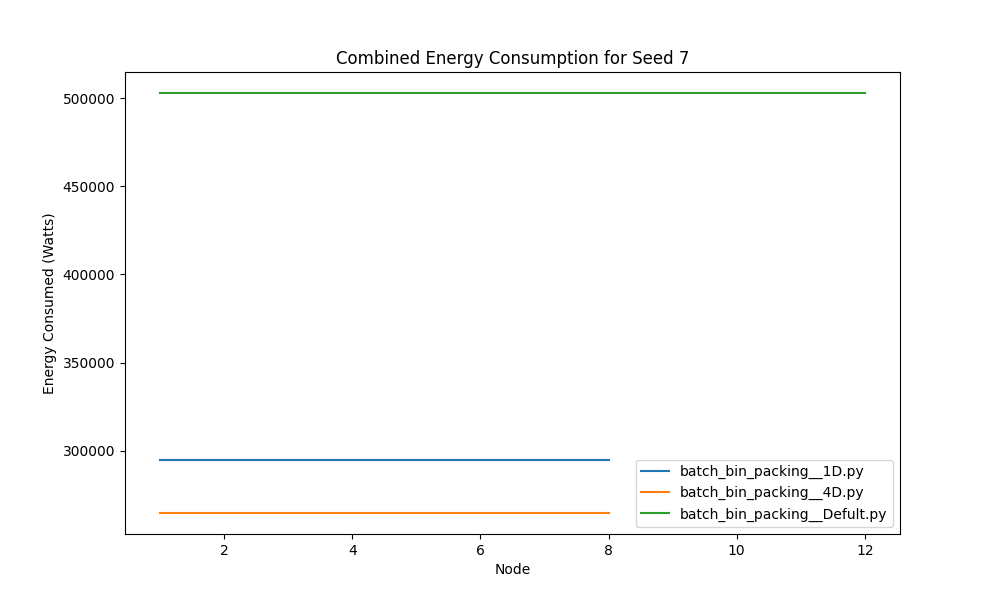 Combined Energy Consumption for Seed 7
Energy Consumed (Watts)
500000
450000
400000
350000
300000
2 4 6 8 10 12
Node
batch_bin_packing__1D.py
batch_bin_packing__4D.py
batch_bin_packing__Defult.py